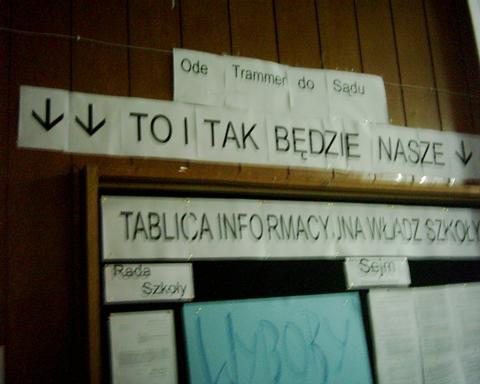 Ode Trammer do Sądu
↓ ↓ TO I TAK BĘDZIE NASZE ↓
TABLICA INFORMACYJNA WŁADZ SZKOŁY
Rada Szkoły
Sejm
WYBORY